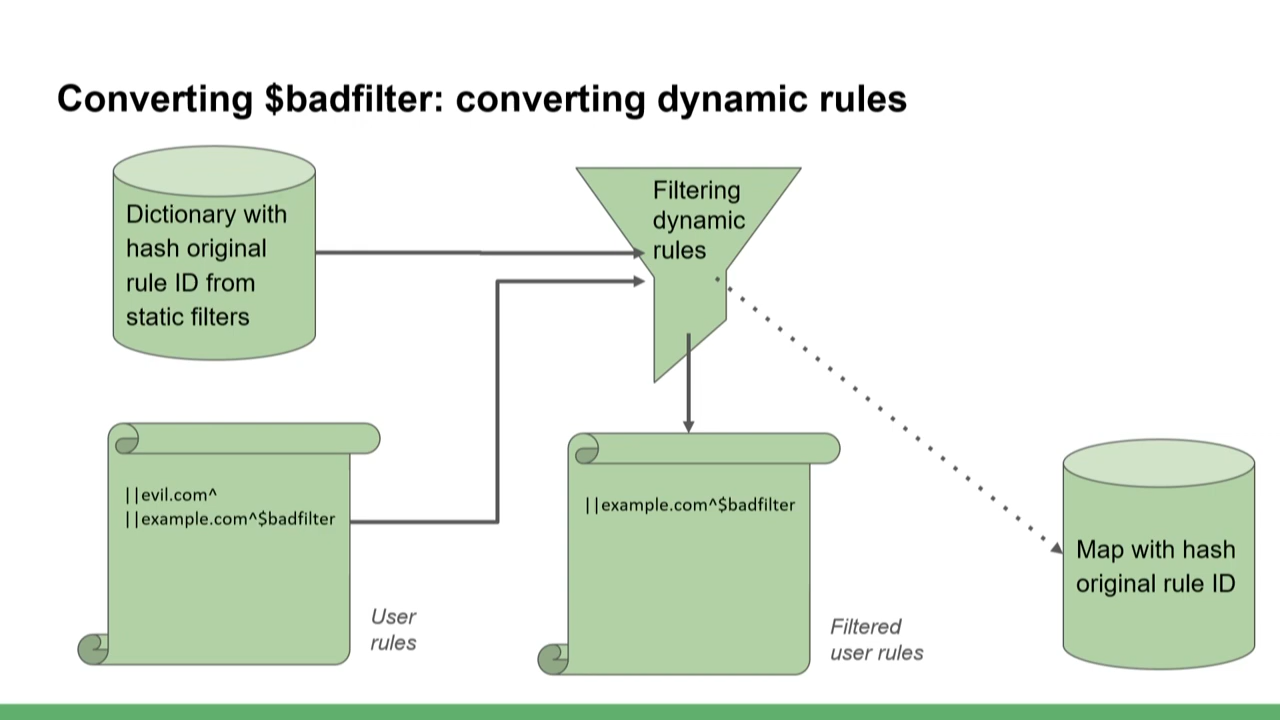 Converting $badfilter: converting dynamic rules
Dictionary with
hash original
rule ID from
static filters
Filtering
dynamic
rules
||evil.com^
||example.com^$badfilter
User
rules
||example.com^$badfilter
Filtered
user rules
Map with hash
original rule ID